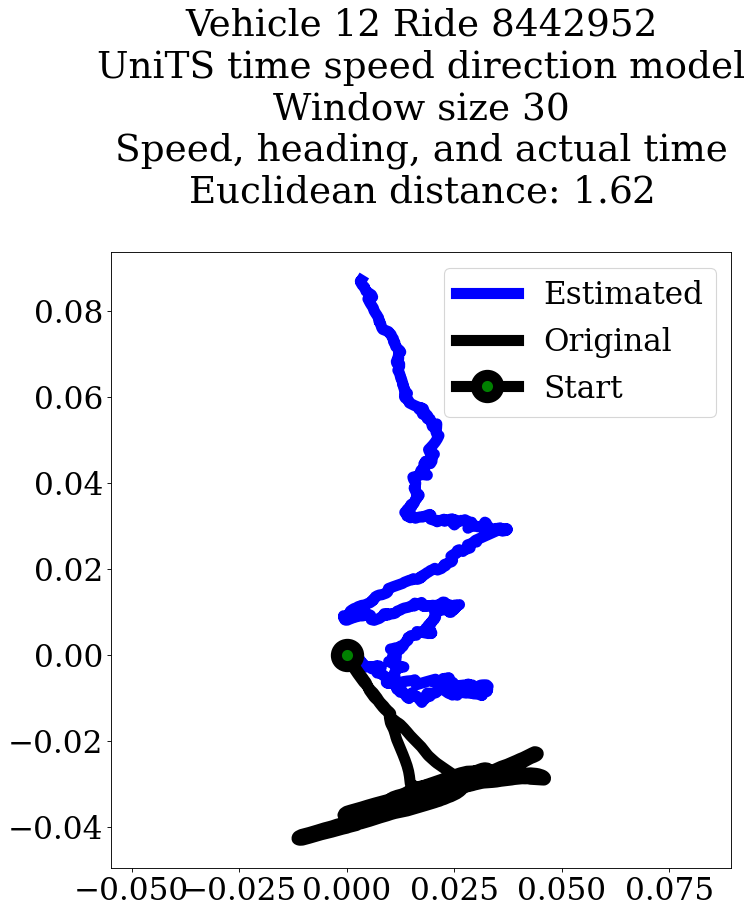 Vehicle 12 Ride 8442952
UniTS time speed direction model
Window size 30
Speed, heading, and actual time
Euclidean distance: 1.62
Estimated
Original
Start
0.08
0.06
0.04
0.02
0.00
−0.02
−0.04
−0.050 −0.025 0.000 0.025 0.050 0.075